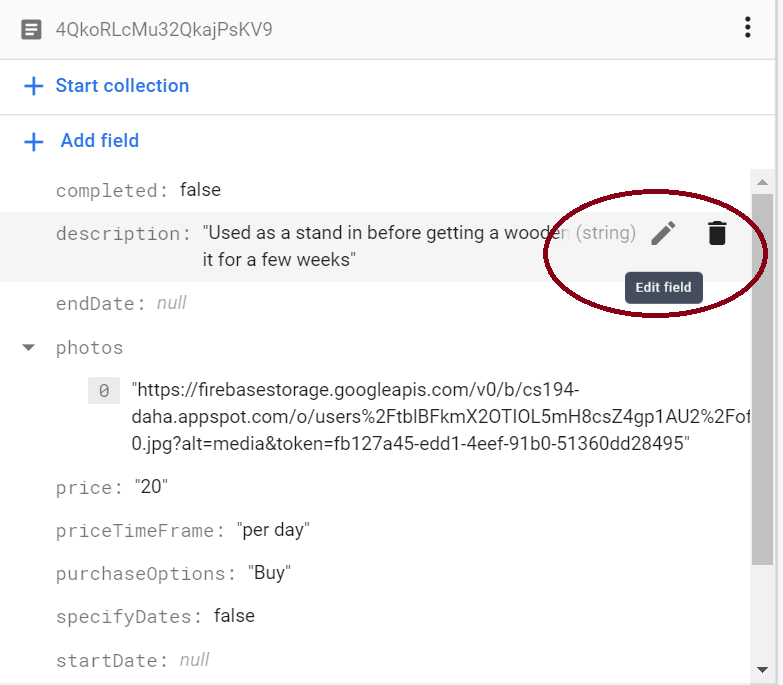 4QkoRLcMu32QkajPsKV9
Start collection
Add field
completed: false
description: "Used as a stand in before getting a wooden (string)
it for a few weeks"
Edit field
endDate: null
photos
0 "https://firebasestorage.googleapis.com/v0/b/cs194-
daha.appspot.com/o/users%2FtblBFkmX2OTIOL5mH8csZ4gp1AU2%2Fof
0.jpg?alt=media&token=fb127a45-edd1-4eef-91b0-51360dd28495"
price: "20"
priceTimeFrame: "per day"
purchaseOptions: "Buy"
specifyDates: false
startDate: null